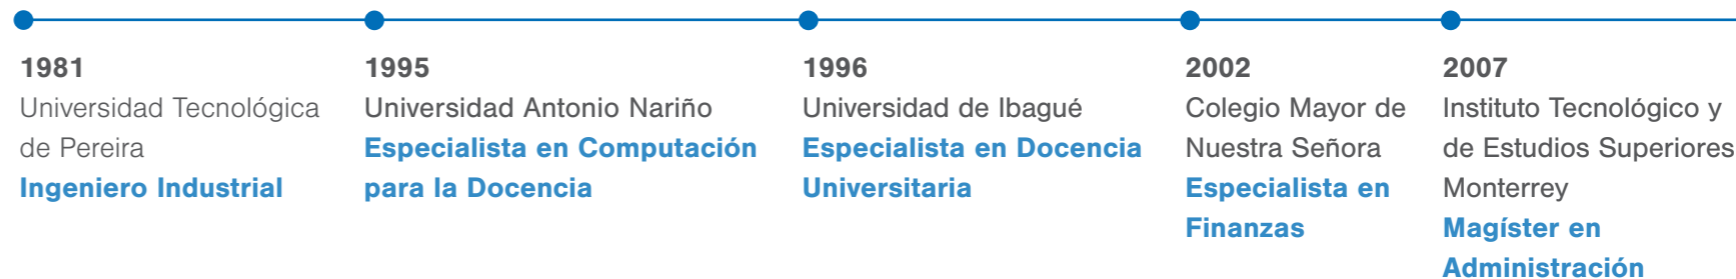 1981
Universidad Tecnológica
de Pereira
Ingeniero Industrial
1995
Universidad Antonio Nariño
Especialista en Computación
para la Docencia
1996
Universidad de Ibagué
Especialista en Docencia
Universitaria
2002
Colegio Mayor de
Nuestra Señora
Especialista en
Finanzas
2007
Instituto Tecnológico y
de Estudios Superiores
Monterrey
Magíster en
Administración